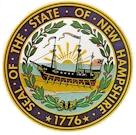 SEAL OF THE STATE OF NEW HAMPSHIRE
1776